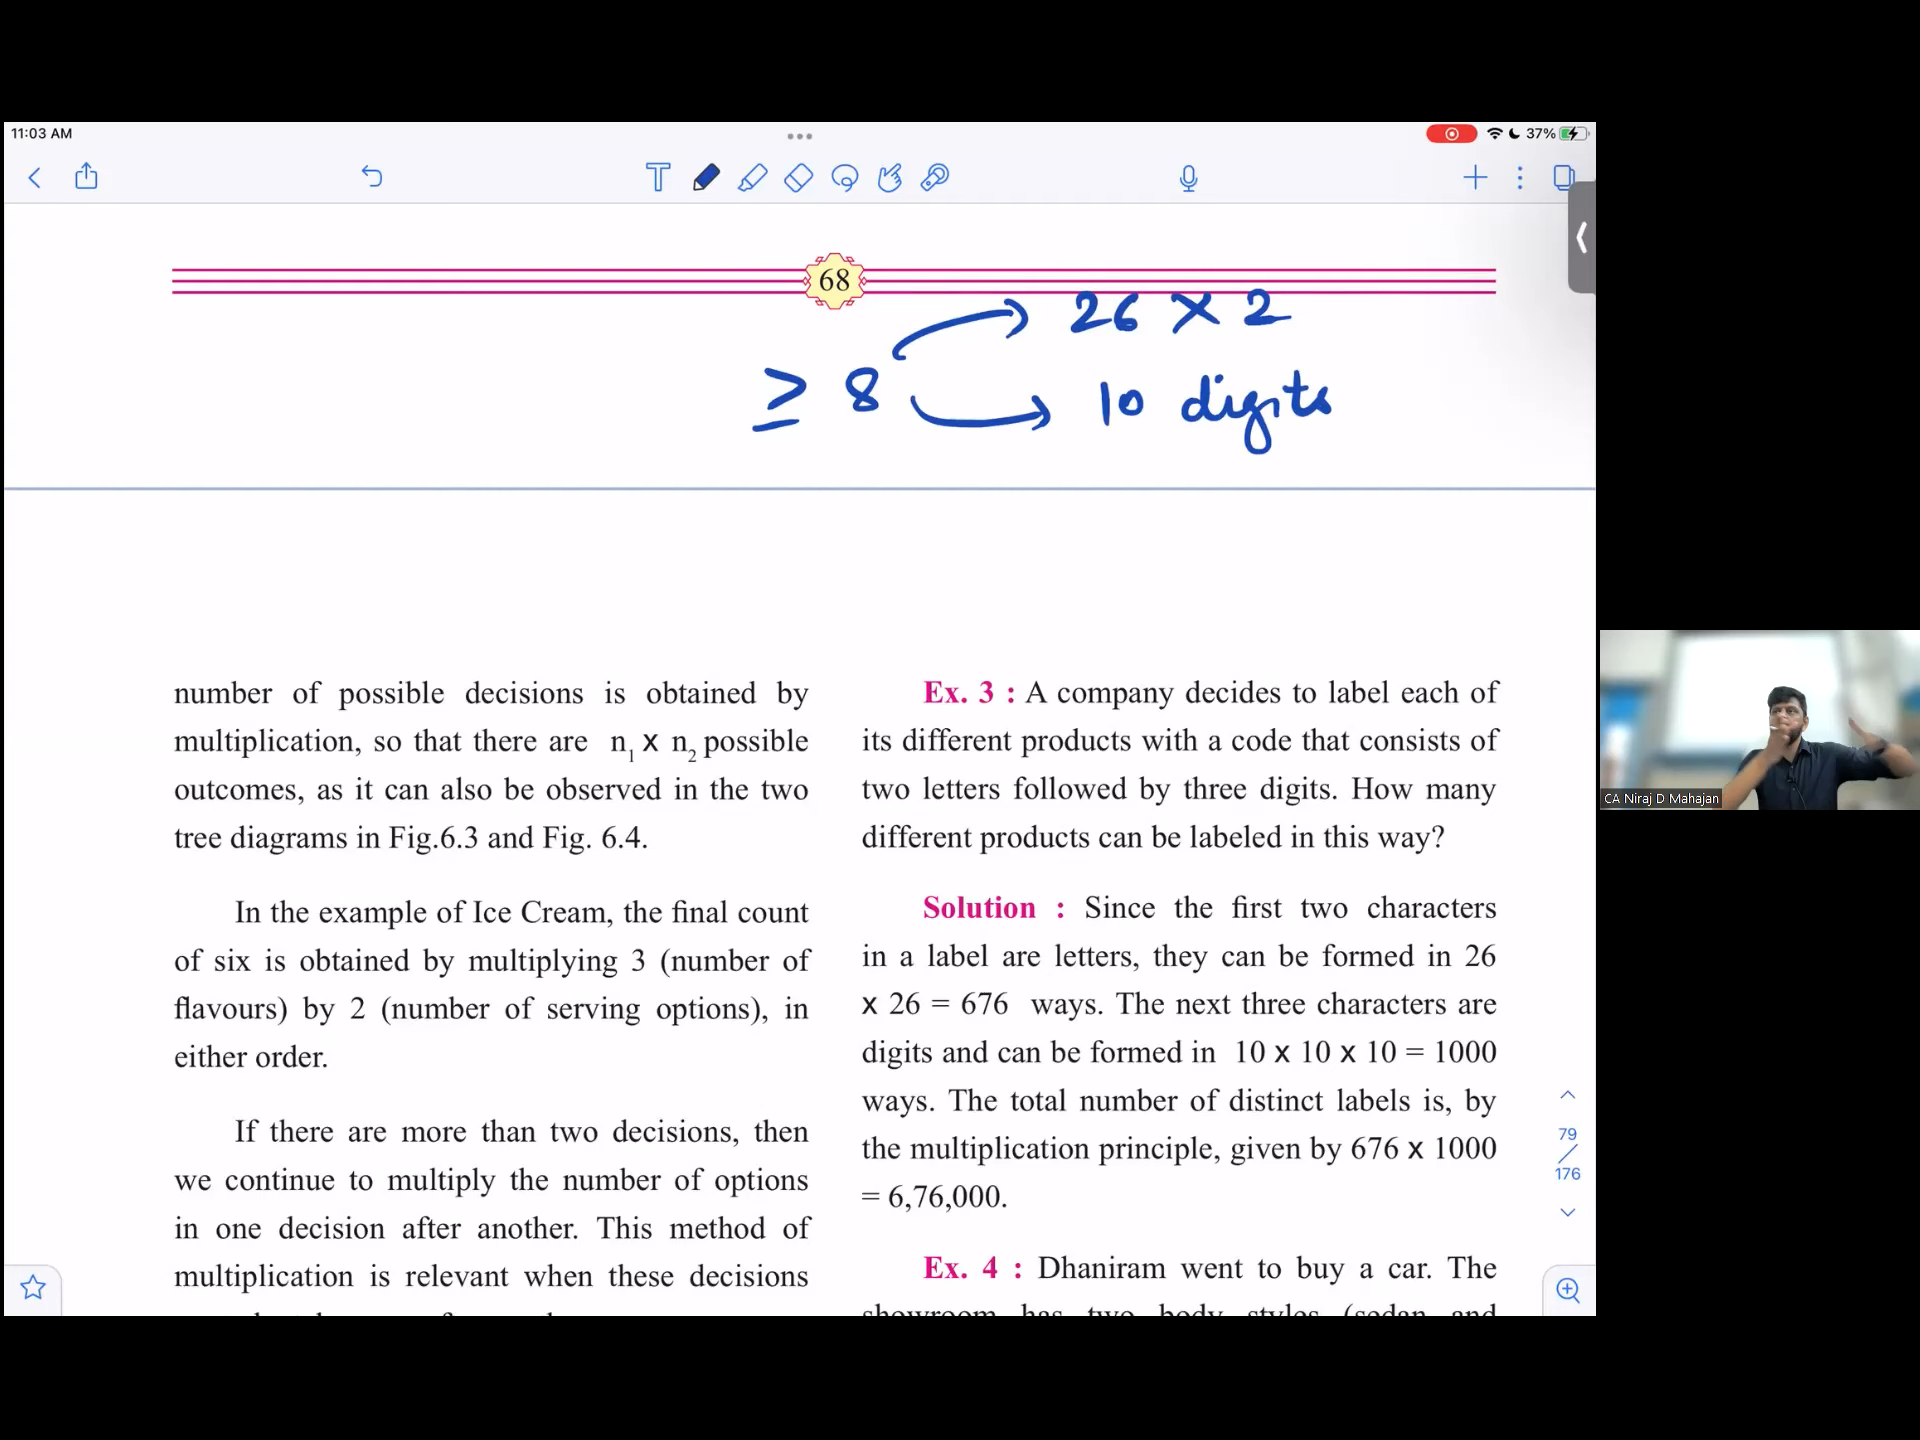 11:03 AM
37%
68
26 × 2
≥ 8
10 digits
number of possible decisions is obtained by
multiplication, so that there are n₁ x n₂ possible
outcomes, as it can also be observed in the two
tree diagrams in Fig.6.3 and Fig. 6.4.
In the example of Ice Cream, the final count
of six is obtained by multiplying 3 (number of
flavours) by 2 (number of serving options), in
either order.
If there are more than two decisions, then
we continue to multiply the number of options
in one decision after another. This method of
multiplication is relevant when these decisions
Ex. 3 : A company decides to label each of
its different products with a code that consists of
two letters followed by three digits. How many
different products can be labeled in this way?
Solution : Since the first two characters
in a label are letters, they can be formed in 26
x 26 = 676 ways. The next three characters are
digits and can be formed in 10 x 10 x 10 = 1000
ways. The total number of distinct labels is, by
the multiplication principle, given by 676 x 1000
= 6,76,000.
Ex. 4 : Dhaniram went to buy a car. The
showroom has two body styles (sedan and
79
176
CA Niraj D Mahajan